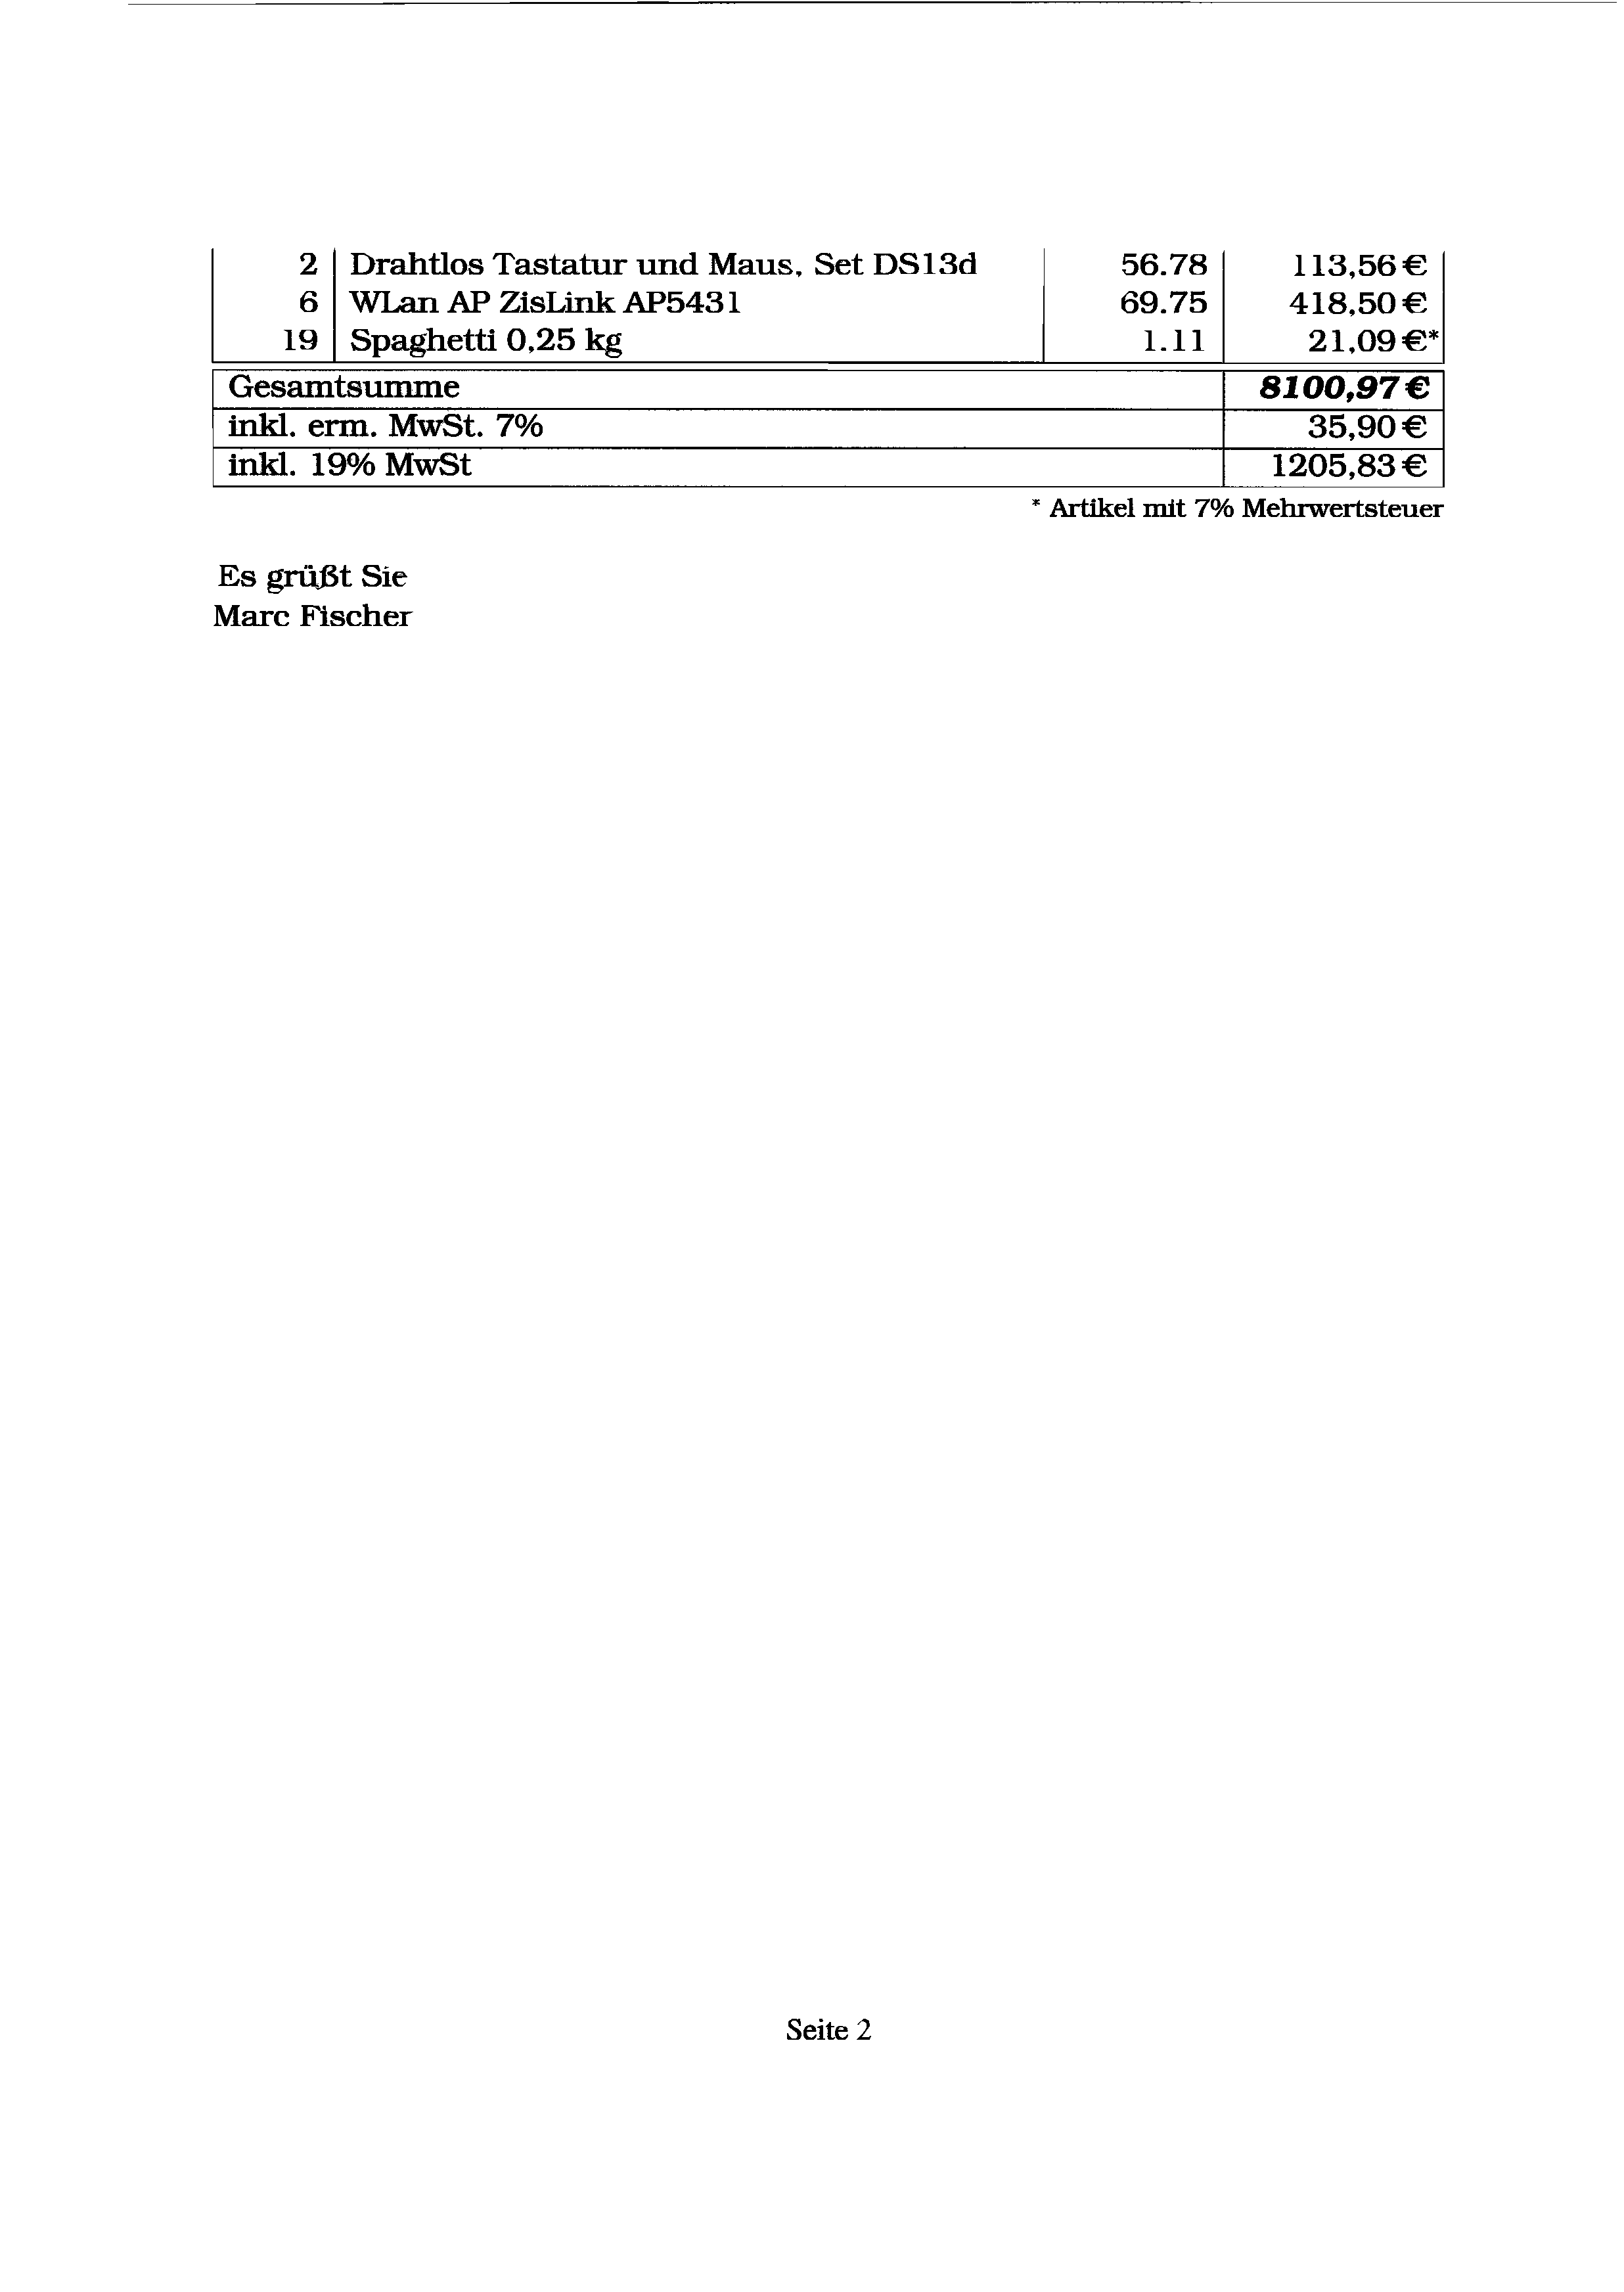 2 Drahtlos Tastatur und Maus, Set DS13d 56.78 113,56 €
6 WLan AP ZisLink AP5431 69.75 418,50 €
19 Spaghetti 0,25 kg 1.11 21,09 €*
Gesamtsumme 8100,97 €
inkl. erm. MwSt. 7% 35,90 €
inkl. 19% MwSt 1205,83 €
* Artikel mit 7% Mehrwertsteuer
Es grüßt Sie
Marc Fischer
Seite 2